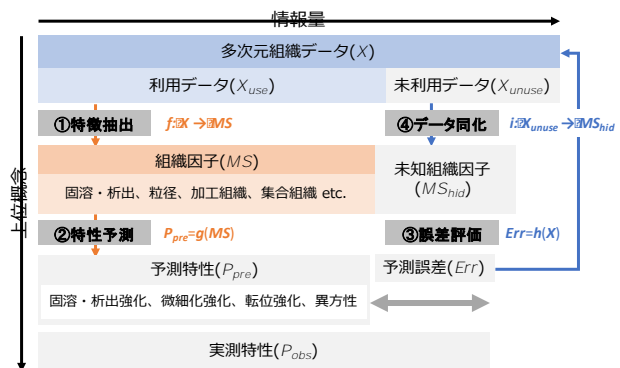 情報量
上位概念
多次元組織データ(X)
利用データ(Xuse)
未利用データ(Xunuse)
①特徴抽出
f: X → MS
④データ同化
i: Xunuse → MShid
組織因子(MS)
固溶・析出、粒径、加工組織、集合組織 etc.
未知組織因子
(MShid)
②特性予測
Ppre=g(MS)
③誤差評価
Err=h(X)
予測特性(Ppre)
予測誤差(Err)
固溶・析出強化、微細化強化、転位強化、異方性
実測特性(Pobs)